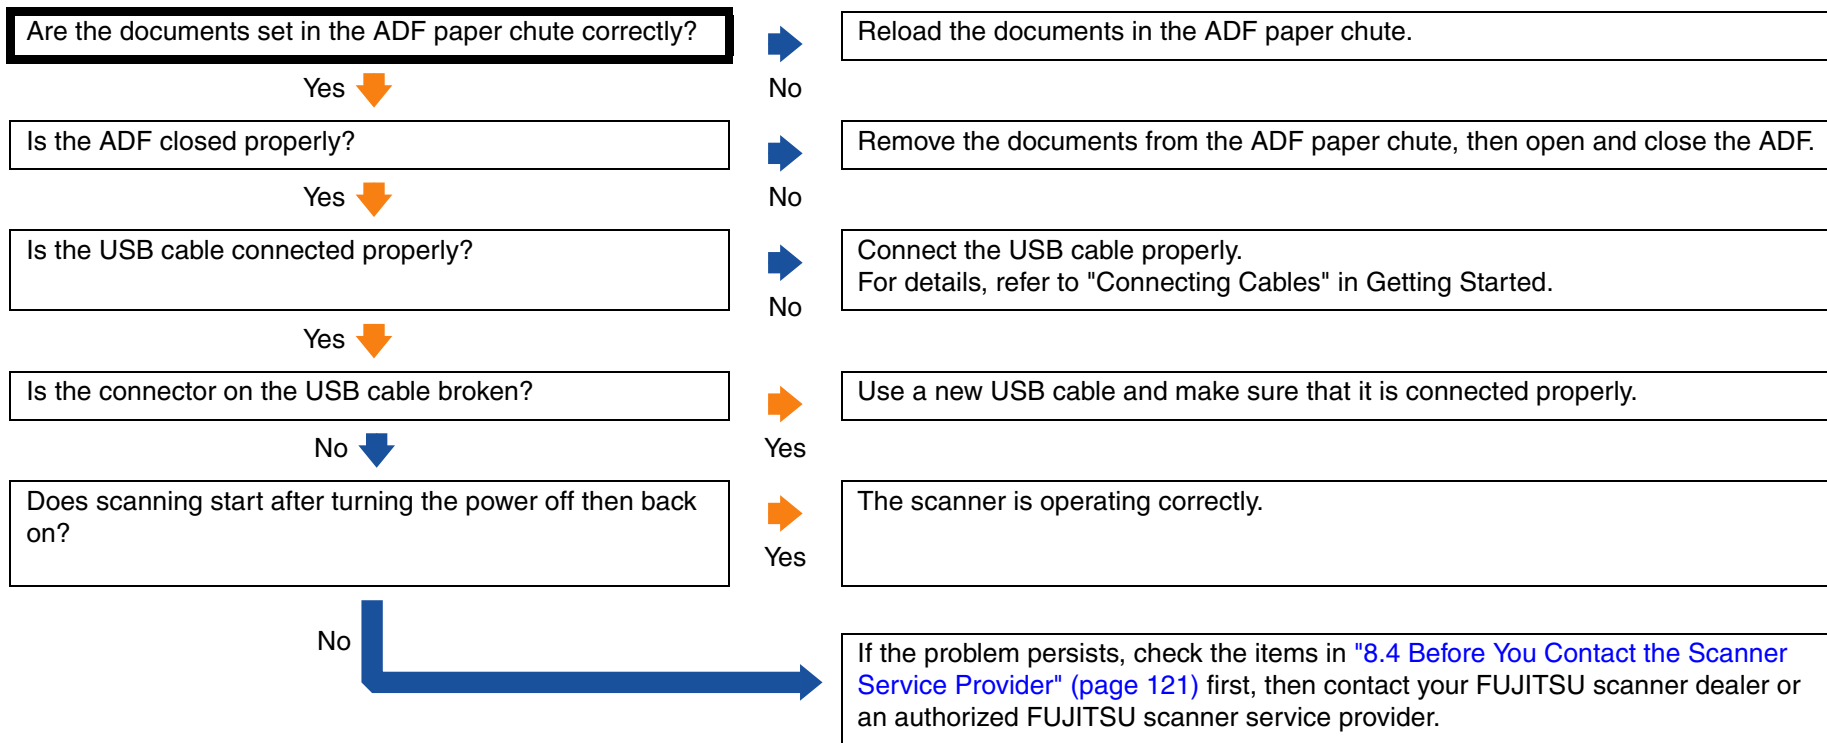 Are the documents set in the ADF paper chute correctly?
Reload the documents in the ADF paper chute.
Yes
No
Is the ADF closed properly?
Remove the documents from the ADF paper chute, then open and close the ADF.
Yes
No
Is the USB cable connected properly?
Connect the USB cable properly.
For details, refer to "Connecting Cables" in Getting Started.
No
Yes
Is the connector on the USB cable broken?
Use a new USB cable and make sure that it is connected properly.
No
Yes
Does scanning start after turning the power off then back
on?
The scanner is operating correctly.
Yes
No
If the problem persists, check the items in "8.4 Before You Contact the Scanner
Service Provider" (page 121) first, then contact your FUJITSU scanner dealer or
an authorized FUJITSU scanner service provider.